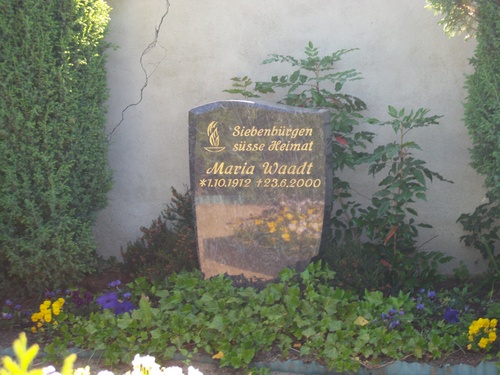 Siebenbürgen
süsse Heimat
Maria Waadt
*1.10.1912 †23.6.2000